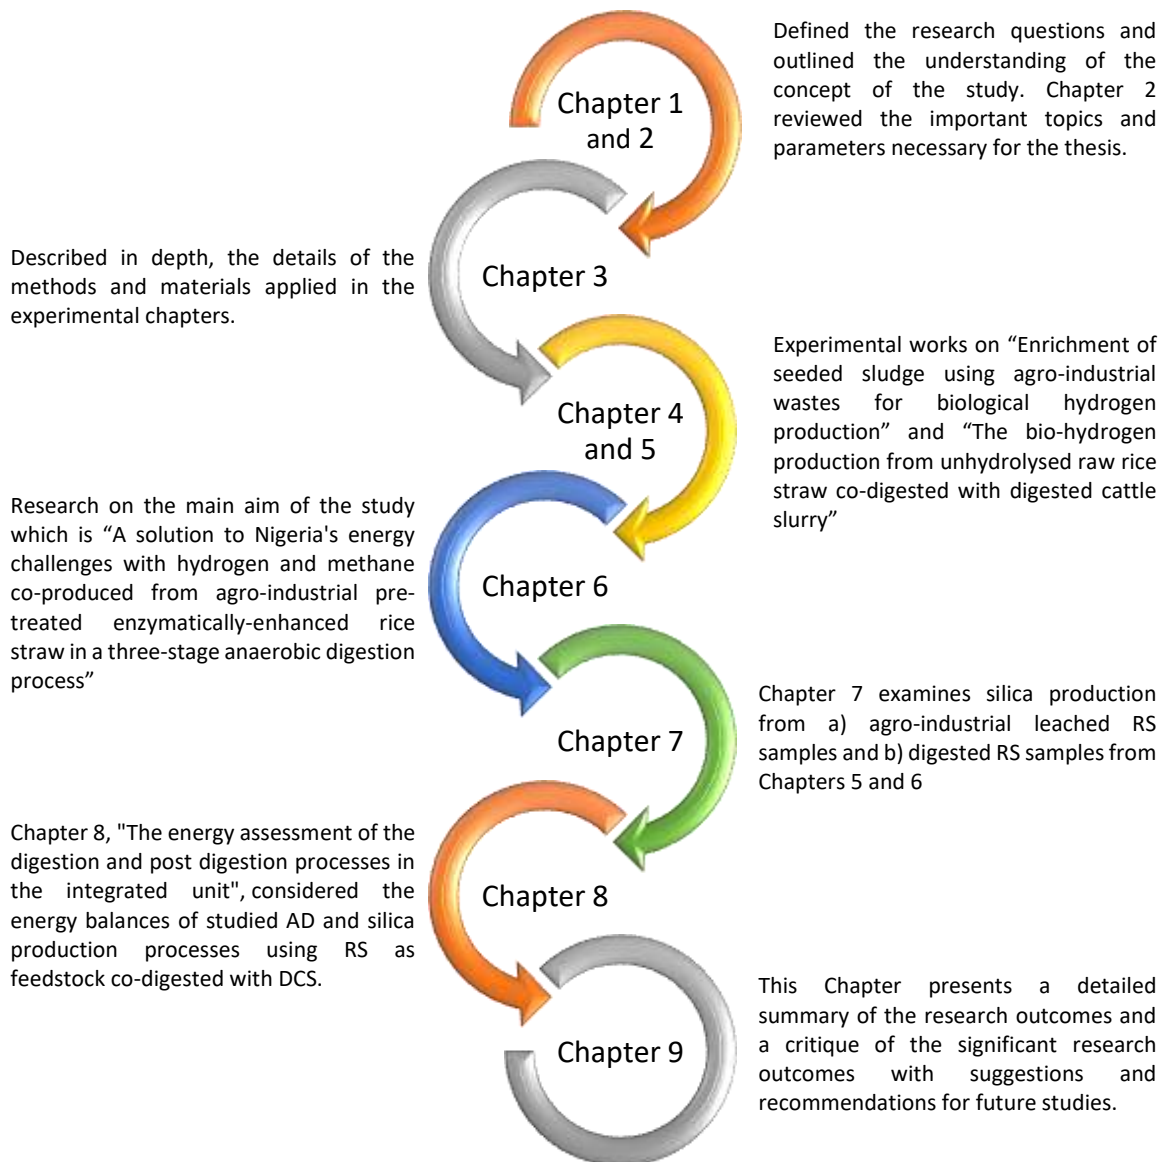 Chapter 1
and 2
Defined the research questions and
outlined the understanding of the
concept of the study. Chapter 2
reviewed the important topics and
parameters necessary for the thesis.
Described in depth, the details of the
methods and materials applied in the
experimental chapters.
Chapter 3
Chapter 4
and 5
Experimental works on “Enrichment of
seeded sludge using agro-industrial
wastes for biological hydrogen
production” and “The bio-hydrogen
production from unhydrolysed raw rice
straw co-digested with digested cattle
slurry”
Research on the main aim of the study
which is “A solution to Nigeria's energy
challenges with hydrogen and methane
co-produced from agro-industrial pre-
treated enzymatically-enhanced rice
straw in a three-stage anaerobic digestion
process”
Chapter 6
Chapter 7
Chapter 7 examines silica production
from a) agro-industrial leached RS
samples and b) digested RS samples from
Chapters 5 and 6
Chapter 8, "The energy assessment of the
digestion and post digestion processes in
the integrated unit", considered the
energy balances of studied AD and silica
production processes using RS as
feedstock co-digested with DCS.
Chapter 8
Chapter 9
This Chapter presents a detailed
summary of the research outcomes and
a critique of the significant research
outcomes with suggestions and
recommendations for future studies.